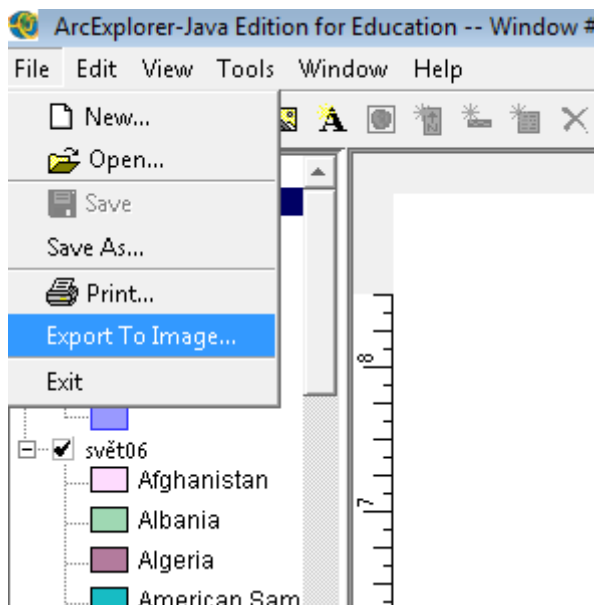 ArcExplorer-Java Edition for Education -- Window #
File Edit View Tools Window Help
New...
Open...
Save
Save As...
Print...
Export To Image...
Exit
8
svět06
Afghanistan
Albania
7
Algeria
American Sam